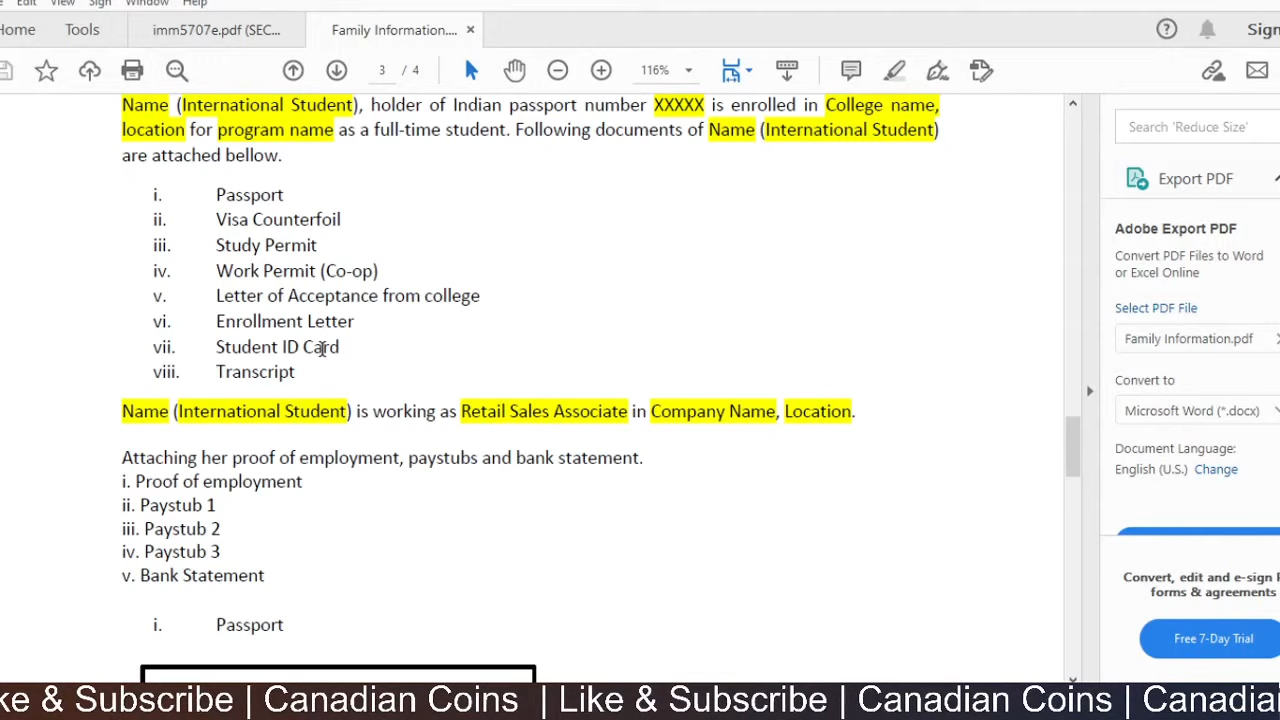 Edit View Sign Window Help
Home Tools imm5707e.pdf (SEC... Family Information.... × Sign
3 / 4 116%
Name (International Student), holder of Indian passport number XXXXX is enrolled in College name,
location for program name as a full-time student. Following documents of Name (International Student)
are attached bellow.
i. Passport
ii. Visa Counterfoil
iii. Study Permit
iv. Work Permit (Co-op)
v. Letter of Acceptance from college
vi. Enrollment Letter
vii. Student ID Card
viii. Transcript
Name (International Student) is working as Retail Sales Associate in Company Name, Location.
Attaching her proof of employment, paystubs and bank statement.
i. Proof of employment
ii. Paystub 1
iii. Paystub 2
iv. Paystub 3
v. Bank Statement
i. Passport
Search 'Reduce Size'
Export PDF
Adobe Export PDF
Convert PDF Files to Word
or Excel Online
Select PDF File
Family Information.pdf
Convert to
Microsoft Word (*.docx)
Document Language:
English (U.S.) Change
Convert, edit and e-sign
forms & agreements
Free 7-Day Trial
ke & Subscribe | Canadian Coins | Like & Subscribe | Canadian Coins | Canadia